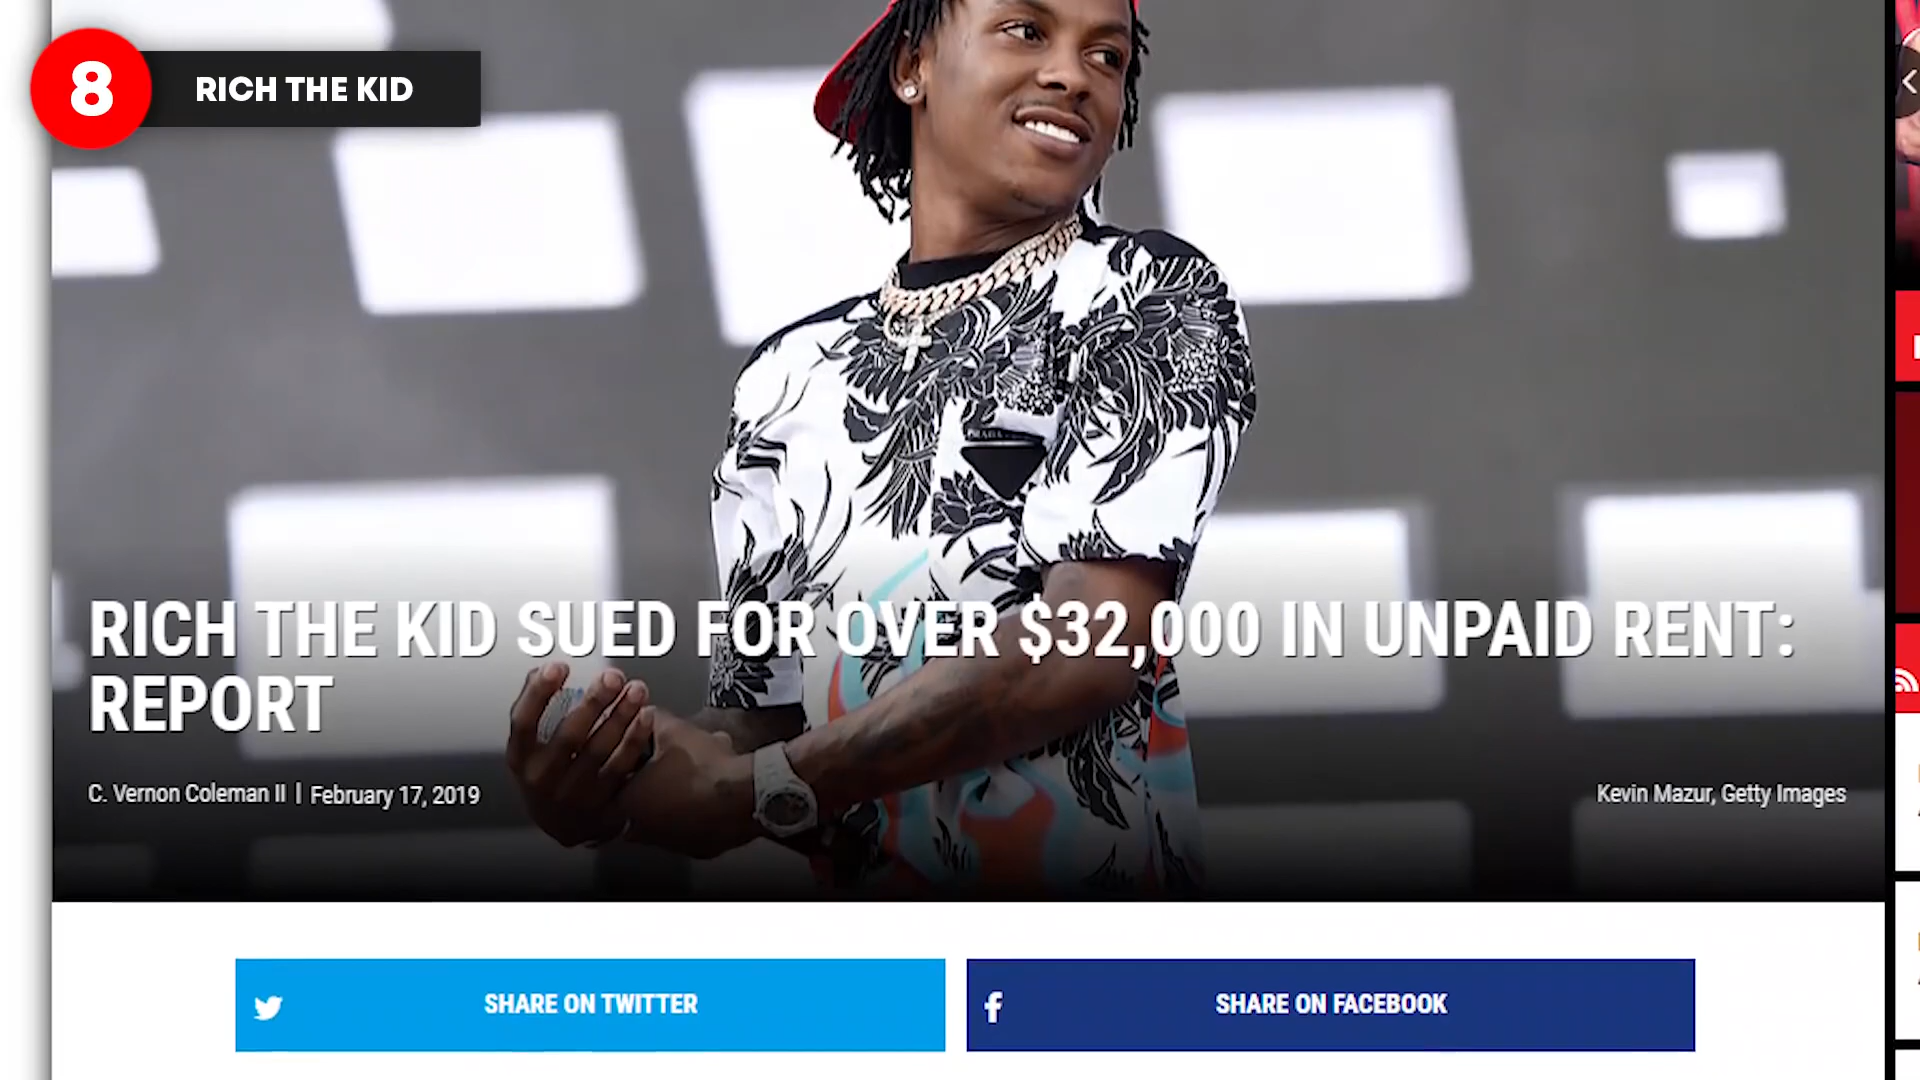 8
RICH THE KID
RICH THE KID SUED FOR OVER $32,000 IN UNPAID RENT:
REPORT
C. Vernon Coleman II | February 17, 2019
Kevin Mazur, Getty Images
SHARE ON TWITTER
SHARE ON FACEBOOK